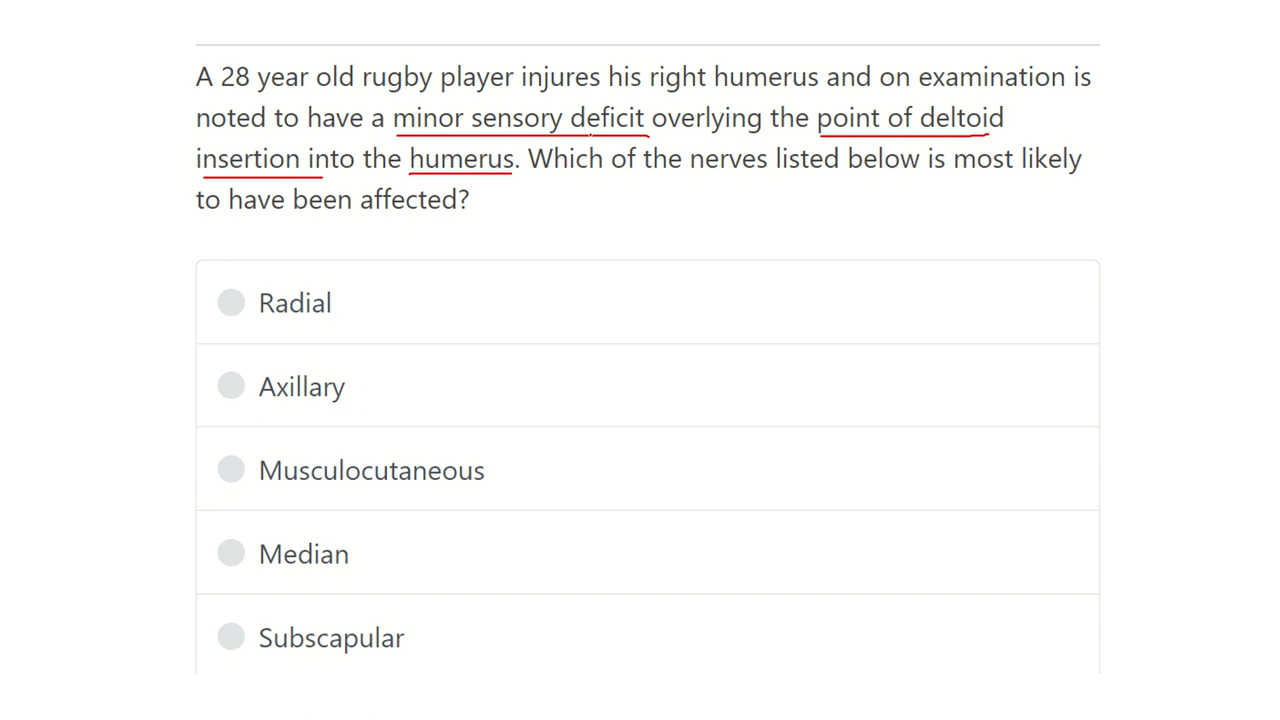 A 28 year old rugby player injures his right humerus and on examination is
noted to have a minor sensory deficit overlying the point of deltoid
insertion into the humerus. Which of the nerves listed below is most likely
to have been affected?
Radial
Axillary
Musculocutaneous
Median
Subscapular